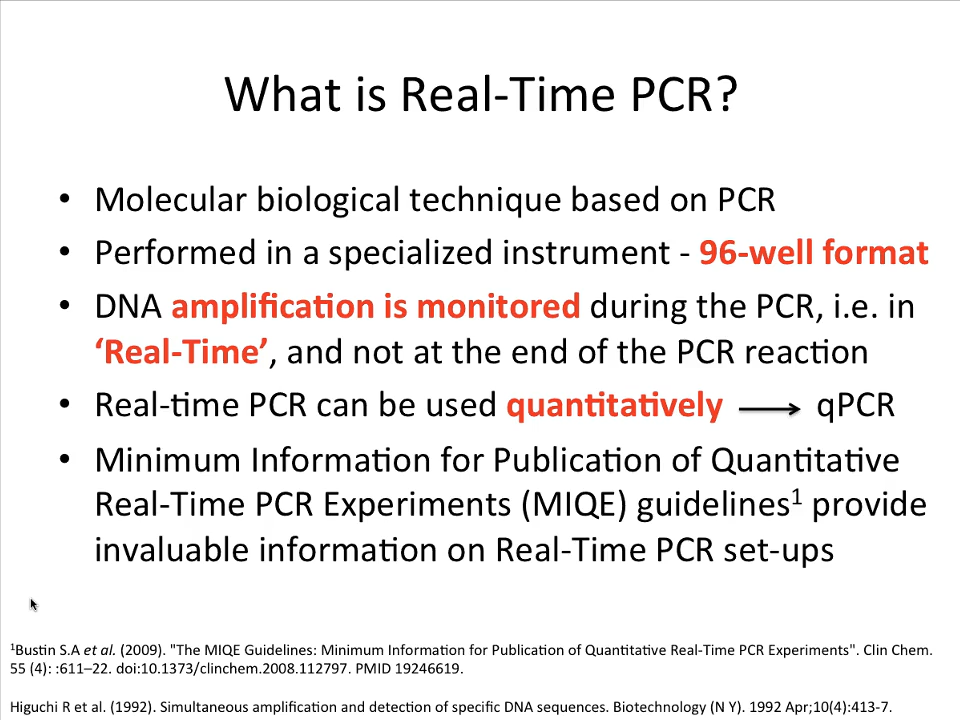 What is Real-Time PCR?
• Molecular biological technique based on PCR
• Performed in a specialized instrument - 96-well format
• DNA amplification is monitored during the PCR, i.e. in
‘Real-Time’, and not at the end of the PCR reaction
• Real-time PCR can be used quantitatively ⟶ qPCR
• Minimum Information for Publication of Quantitative
Real-Time PCR Experiments (MIQE) guidelines¹ provide
invaluable information on Real-Time PCR set-ups
¹Bustin S.A et al. (2009). "The MIQE Guidelines: Minimum Information for Publication of Quantitative Real-Time PCR Experiments". Clin Chem.
55 (4): :611–22. doi:10.1373/clinchem.2008.112797. PMID 19246619.
Higuchi R et al. (1992). Simultaneous amplification and detection of specific DNA sequences. Biotechnology (N Y). 1992 Apr;10(4):413-7.